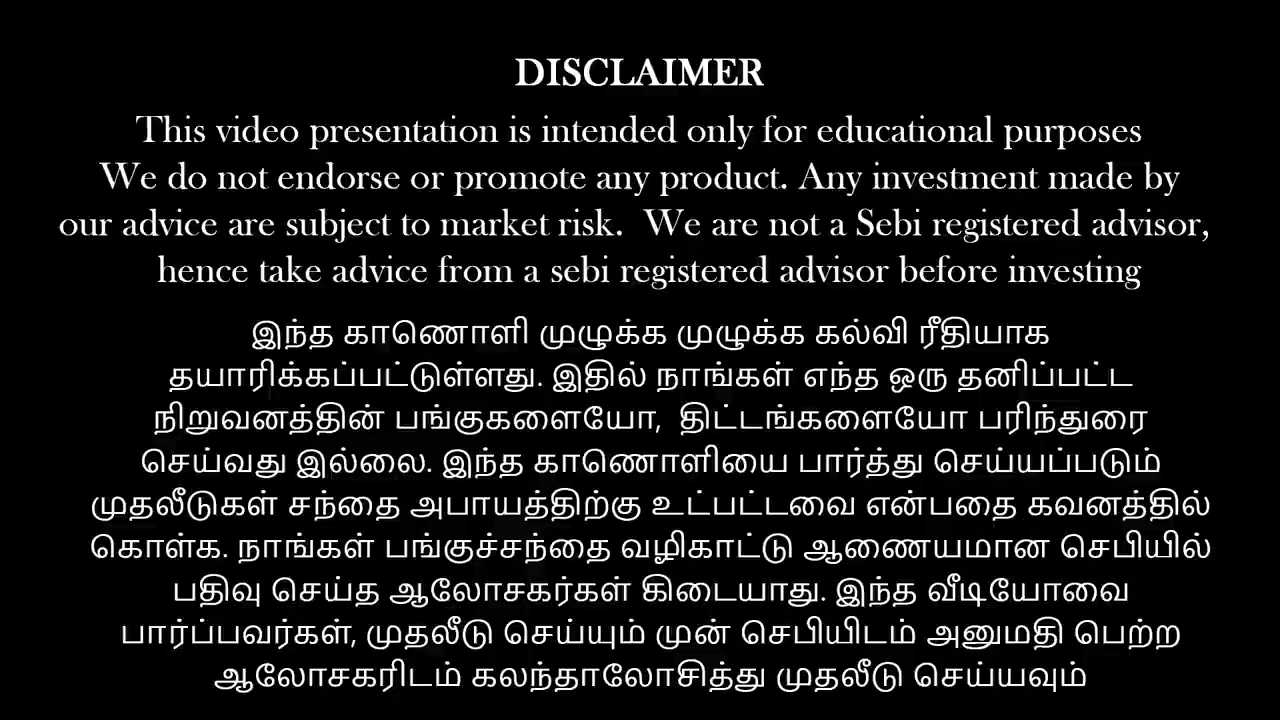 DISCLAIMER
This video presentation is intended only for educational purposes
We do not endorse or promote any product. Any investment made by
our advice are subject to market risk.  We are not a Sebi registered advisor,
hence take advice from a sebi registered advisor before investing
இந்த காணொளி முழுக்க முழுக்க கல்வி ரீதியாக
தயாரிக்கப்பட்டுள்ளது. இதில் நாங்கள் எந்த ஒரு தனிப்பட்ட
நிறுவனத்தின் பங்குகளையோ,  திட்டங்களையோ பரிந்துரை
செய்வது இல்லை. இந்த காணொளியை பார்த்து செய்யப்படும்
முதலீடுகள் சந்தை அபாயத்திற்கு உட்பட்டவை என்பதை கவனத்தில்
கொள்க. நாங்கள் பங்குச்சந்தை வழிகாட்டு ஆணையமான செபியில்
பதிவு செய்த ஆலோசகர்கள் கிடையாது. இந்த வீடியோவை
பார்ப்பவர்கள், முதலீடு செய்யும் முன் செபியிடம் அனுமதி பெற்ற
ஆலோசகரிடம் கலந்தாலோசித்து முதலீடு செய்யவும்